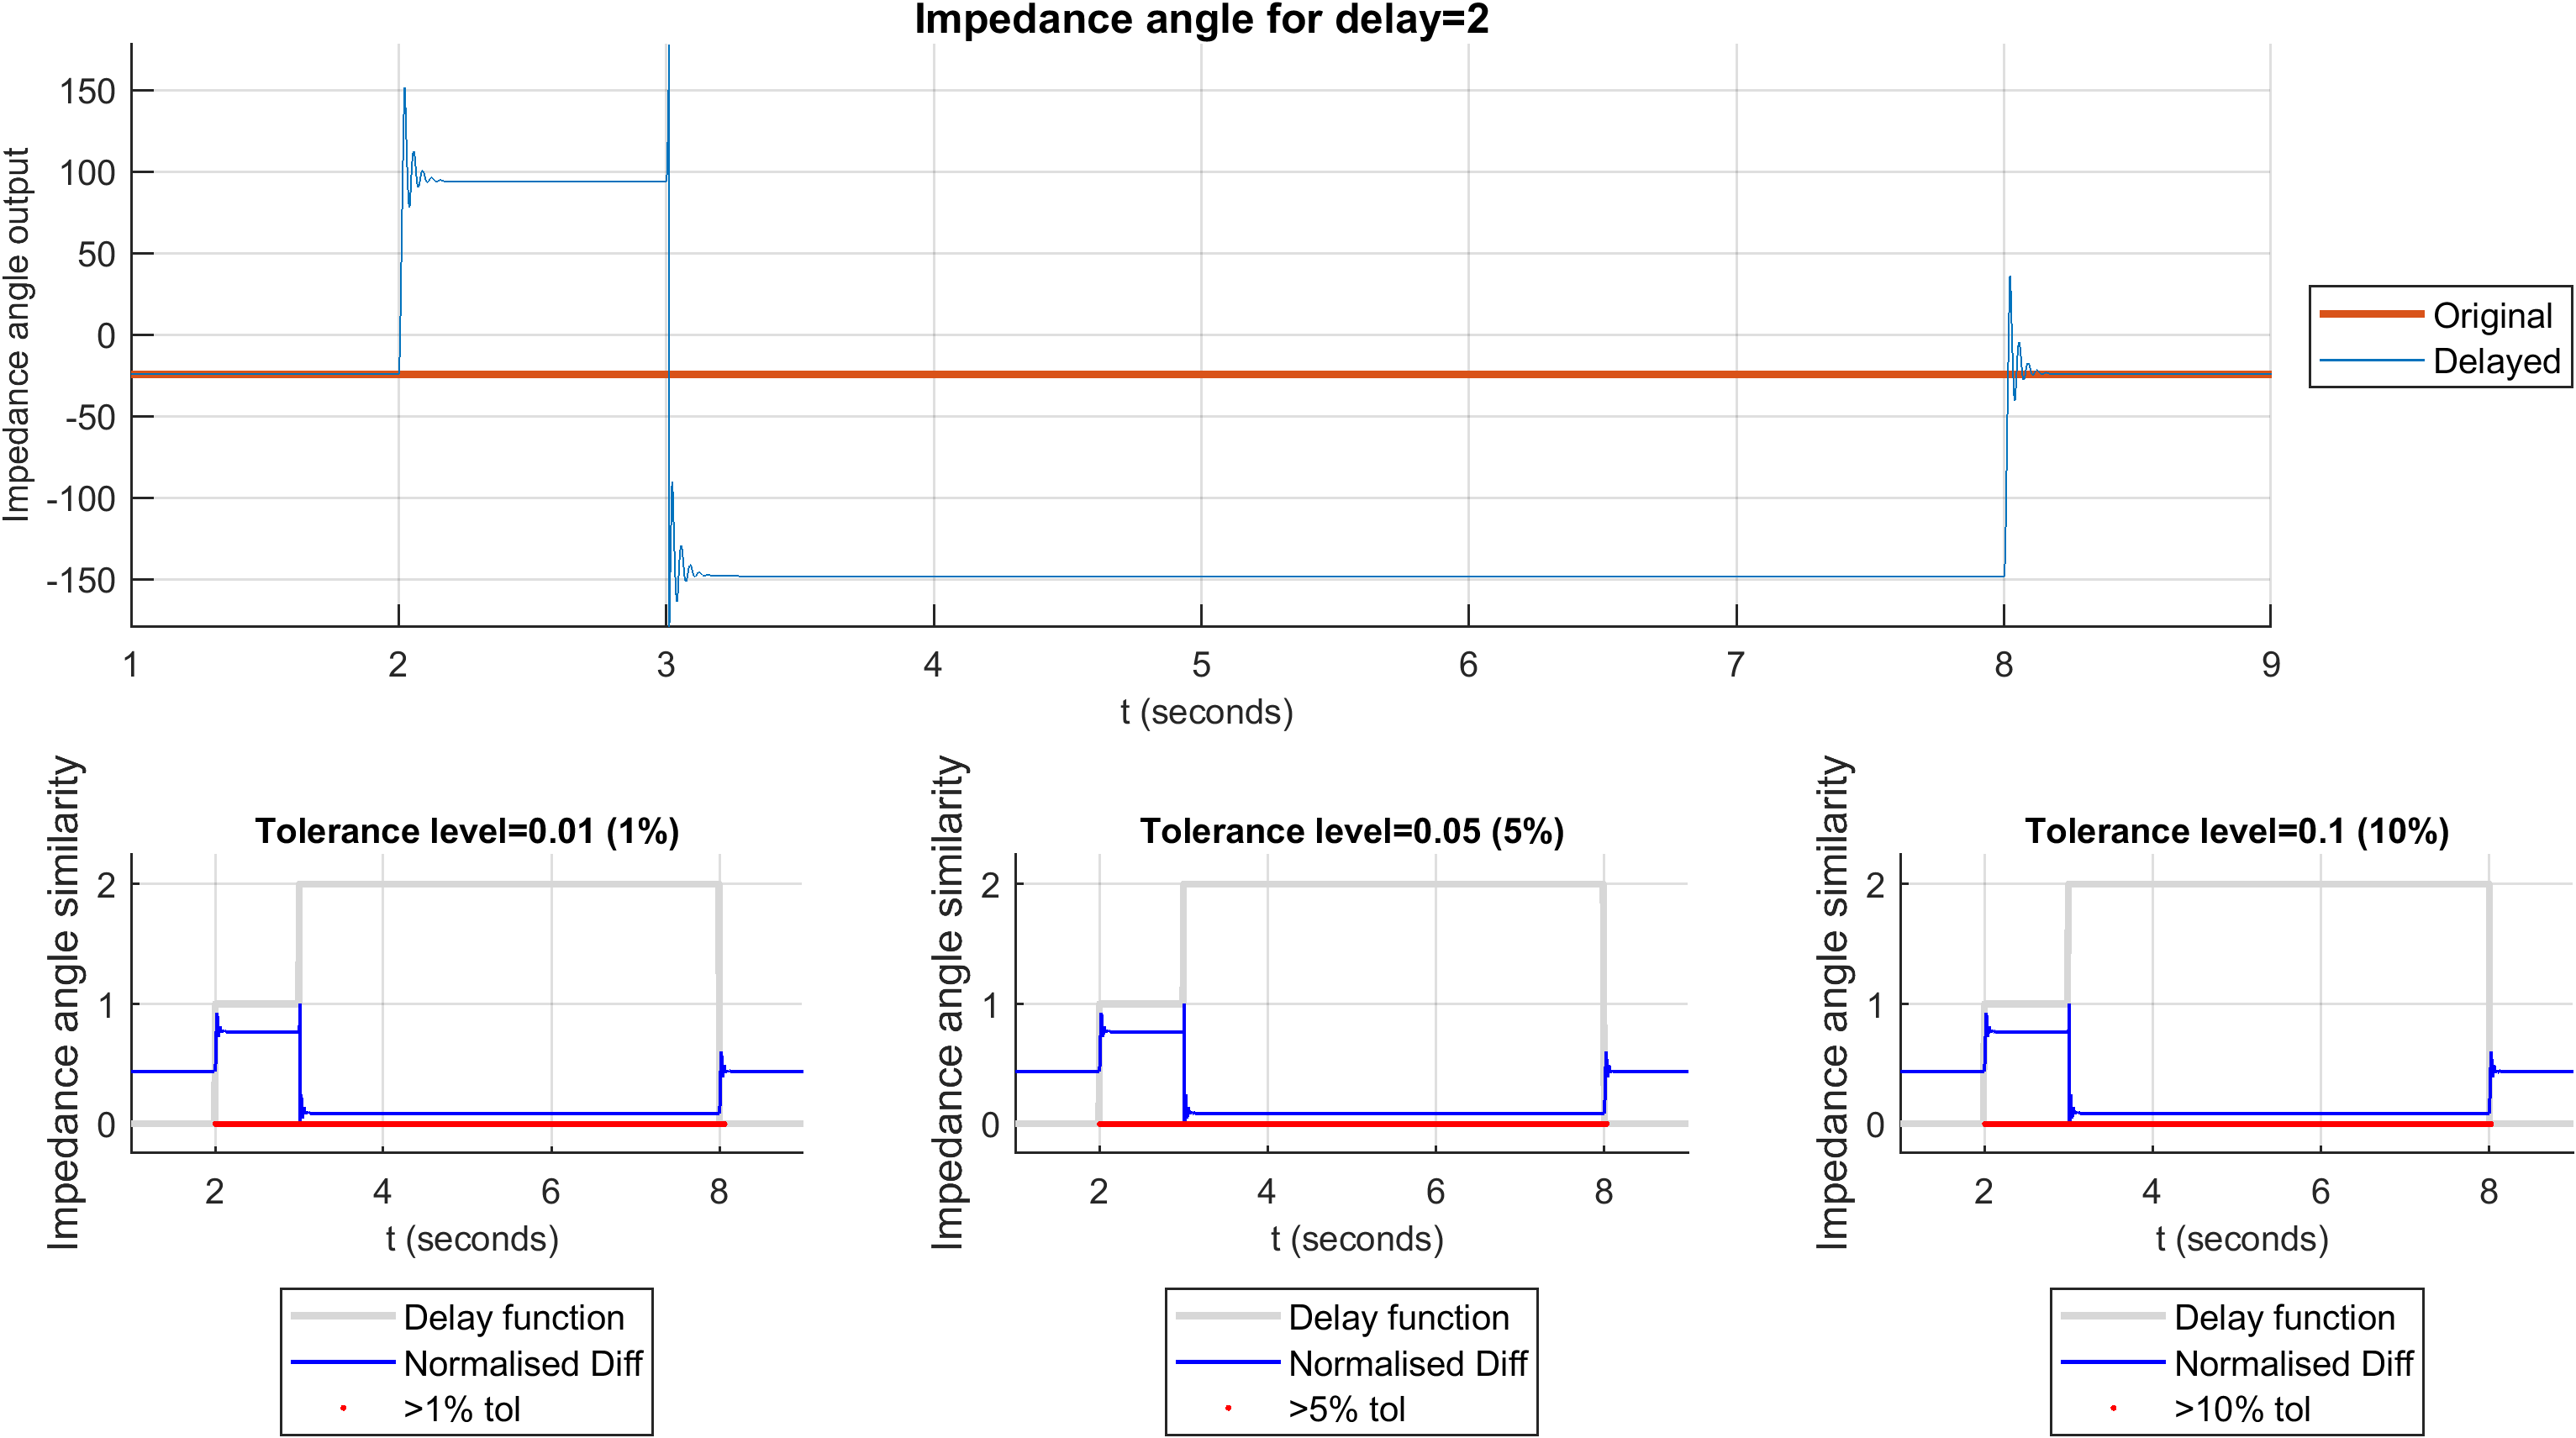 Impedance angle for delay=2
Impedance angle output
150
100
50
0
-50
-100
-150
1 2 3 4 5 6 7 8 9
t (seconds)
Original
Delayed
Tolerance level=0.01 (1%)
Impedance angle similarity
2
1
0
2 4 6 8
t (seconds)
Delay function
Normalised Diff
>1% tol
Tolerance level=0.05 (5%)
Impedance angle similarity
2
1
0
2 4 6 8
t (seconds)
Delay function
Normalised Diff
>5% tol
Tolerance level=0.1 (10%)
Impedance angle similarity
2
1
0
2 4 6 8
t (seconds)
Delay function
Normalised Diff
>10% tol